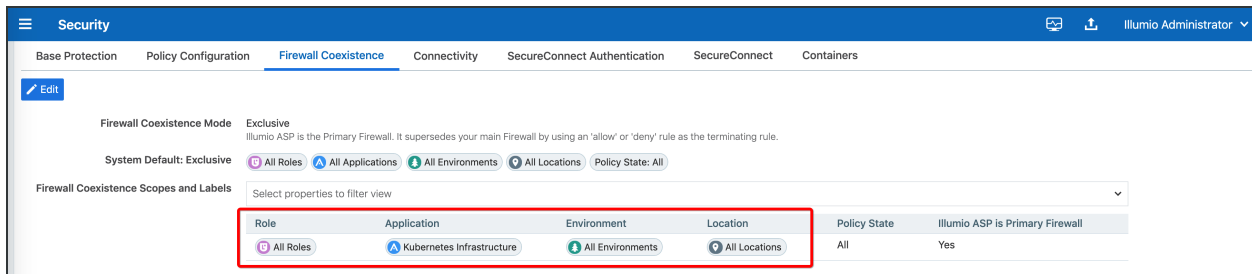 Security
Illumio Administrator
Base Protection Policy Configuration Firewall Coexistence Connectivity SecureConnect Authentication SecureConnect Containers
Edit
Firewall Coexistence Mode Exclusive
Illumio ASP is the Primary Firewall. It supersedes your main Firewall by using an 'allow' or 'deny' rule as the terminating rule.
System Default: Exclusive All Roles All Applications All Environments All Locations Policy State: All
Firewall Coexistence Scopes and Labels Select properties to filter view
Role Application Environment Location Policy State Illumio ASP is Primary Firewall
All Roles Kubernetes Infrastructure All Environments All Locations All Yes